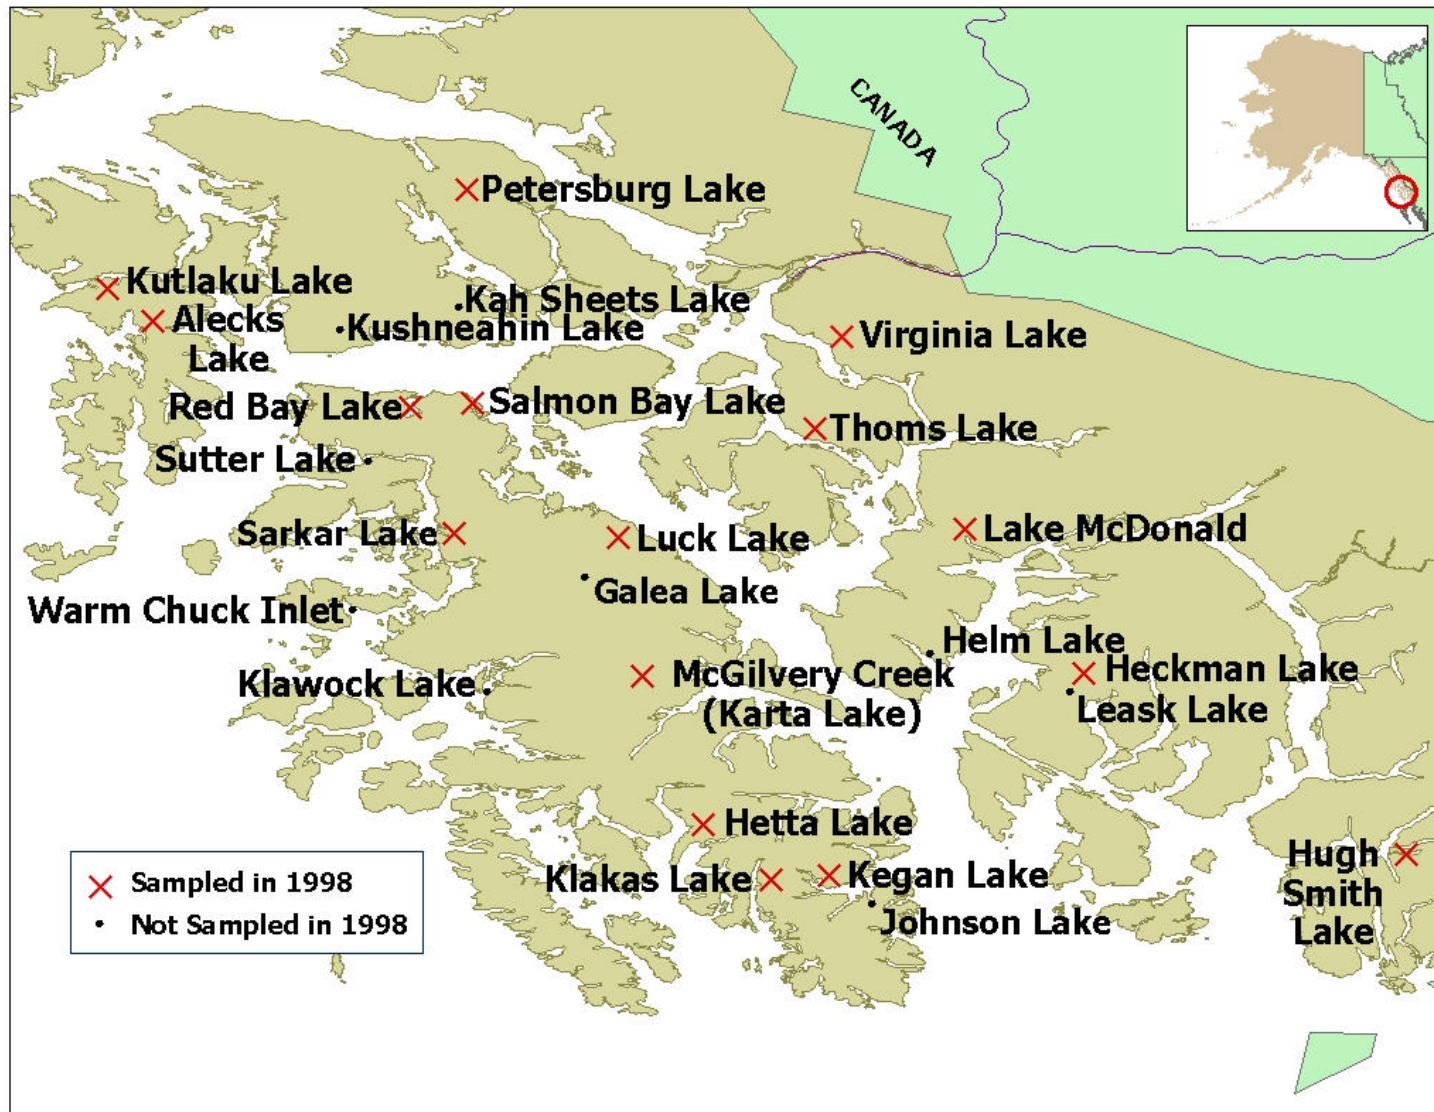 CANADA
Petersburg Lake
Kutlaku Lake
Kah Sheets Lake
Alecks
Lake
Kushneahin Lake
Virginia Lake
Red Bay Lake
Salmon Bay Lake
Thoms Lake
Sutter Lake
Sarkar Lake
Luck Lake
Lake McDonald
Galea Lake
Warm Chuck Inlet
Helm Lake
Klawock Lake
McGilvery Creek
(Karta Lake)
Heckman Lake
Leask Lake
Hetta Lake
Klakas Lake
Kegan Lake
Johnson Lake
Hugh
Smith
Lake
Sampled in 1998
Not Sampled in 1998